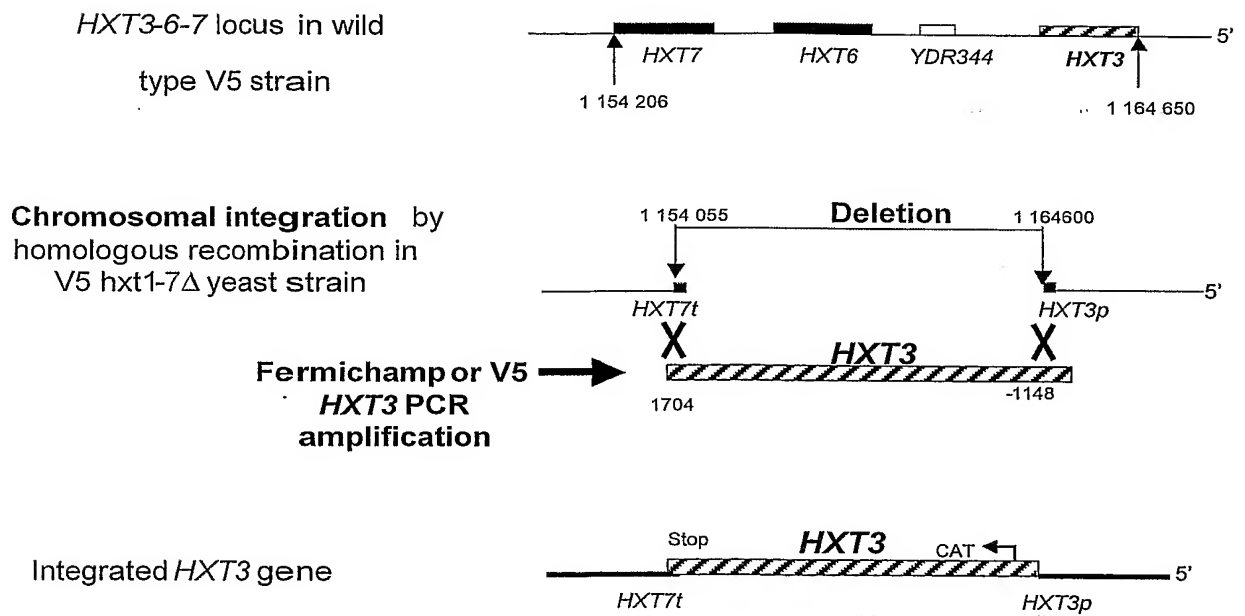 HXT3-6-7 locus in wild
type V5 strain
5'
HXT7 HXT6 YDR344 HXT3
1 154 206 1 164 650
Chromosomal integration by
homologous recombination in
V5 hxt1-7Δ yeast strain
1 154 055 Deletion 1 164600
5'
HXT7t HXT3p
Fermichamp or V5
HXT3 PCR
amplification
HXT3
1704 -1148
Integrated HXT3 gene
Stop HXT3 CAT
5'
HXT7t HXT3p